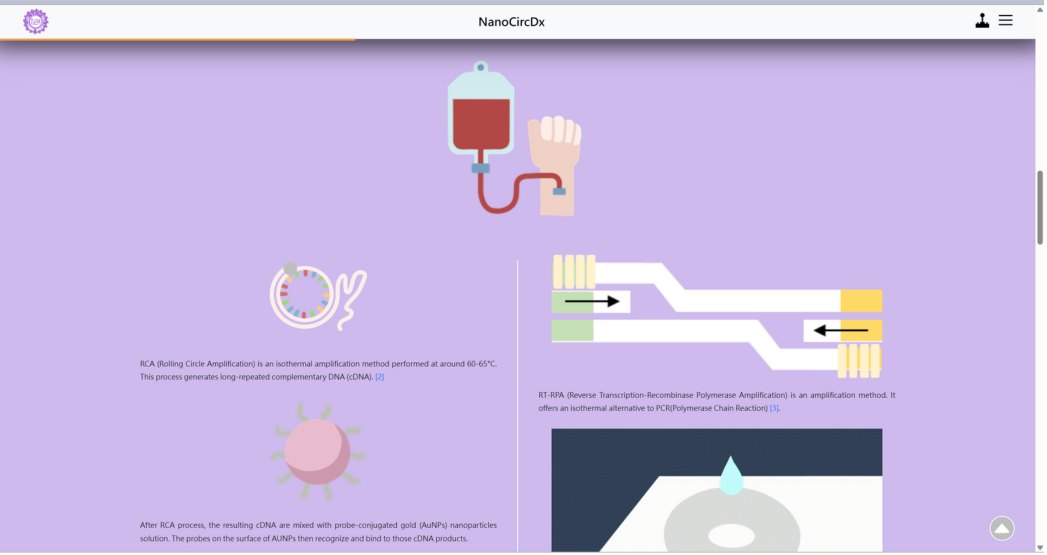 NanoCircDx
RCA (Rolling Circle Amplification) is an isothermal amplification method performed at around 60-65°C.
This process generates long-repeated complementary DNA (cDNA). [2]
After RCA process, the resulting cDNA are mixed with probe-conjugated gold (AuNPs) nanoparticles
solution. The probes on the surface of AUNPs then recognize and bind to those cDNA products.
RT-RPA (Reverse Transcription-Recombinase Polymerase Amplification) is an amplification method. It
offers an isothermal alternative to PCR(Polymerase Chain Reaction) [3].